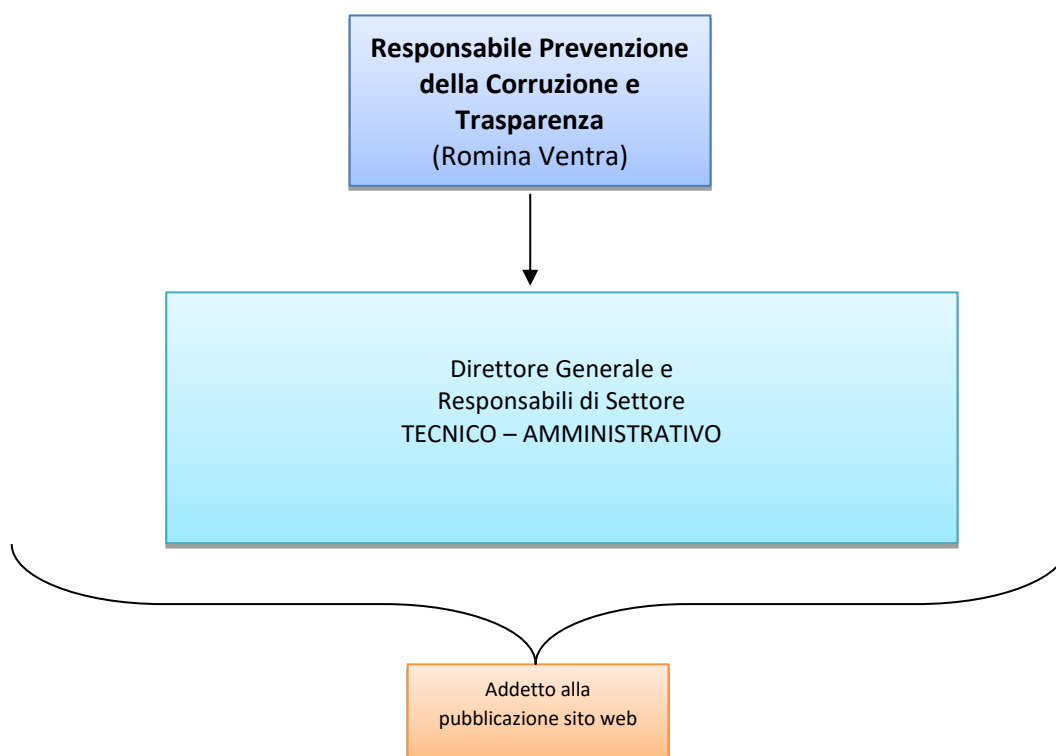 Responsabile Prevenzione
della Corruzione e
Trasparenza
(Romina Ventra)
Direttore Generale e
Responsabili di Settore
TECNICO – AMMINISTRATIVO
Addetto alla
pubblicazione sito web